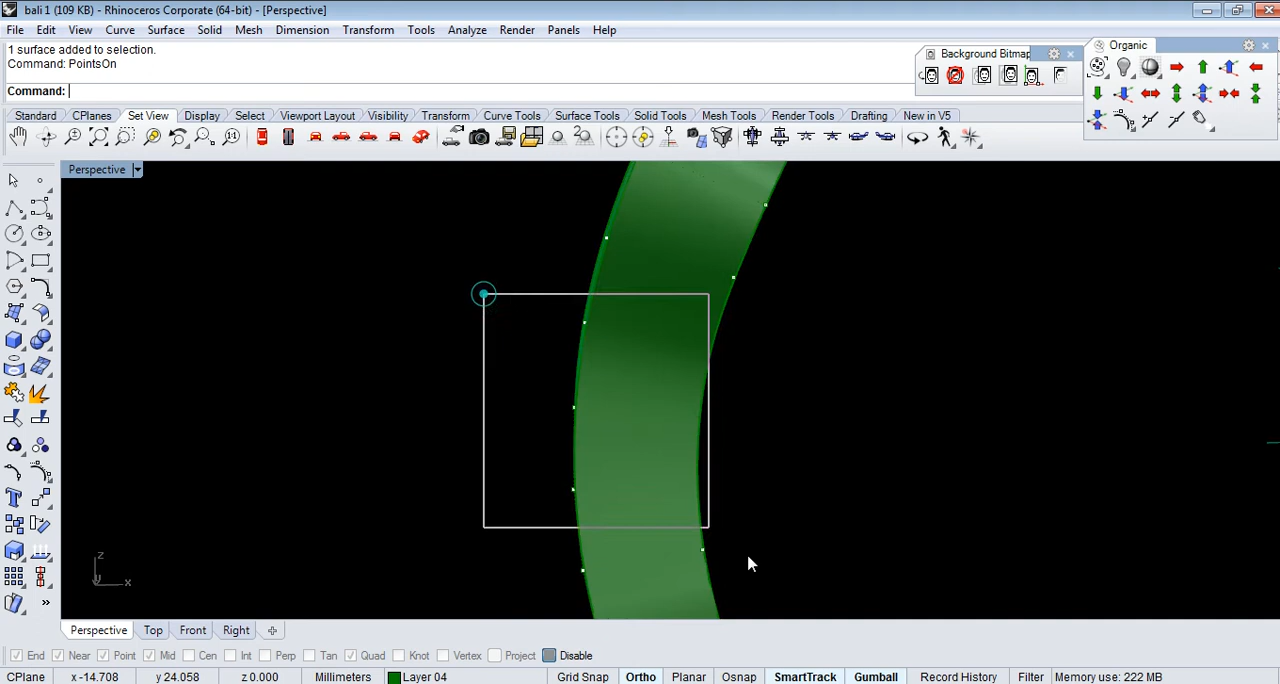 bali 1 (109 KB) - Rhinoceros Corporate (64-bit) - [Perspective]
File Edit View Curve Surface Solid Mesh Dimension Transform Tools Analyze Render Panels Help
1 surface added to selection.
Command: PointsOn
Command:
Background Bitmap
Organic
Standard CPlanes Set View Display Select Viewport Layout Visibility Transform Curve Tools Surface Tools Solid Tools Mesh Tools Render Tools Drafting New in V5
Perspective
z
y
x
Perspective Top Front Right
End Near Point Mid Cen Int Perp Tan Quad Knot Vertex Project Disable
CPlane x -14.708 y 24.058 z 0.000 Millimeters Layer 04 Grid Snap Ortho Planar Osnap SmartTrack Gumball Record History Filter Memory use: 222 MB